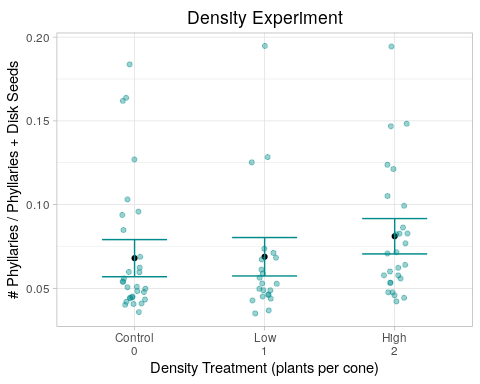 Density Experiment
# Phyllaries / Phyllaries + Disk Seeds
0.20
0.15
0.10
0.05
Control Low HIgh
0 1 2
Density Treatment (plants per cone)